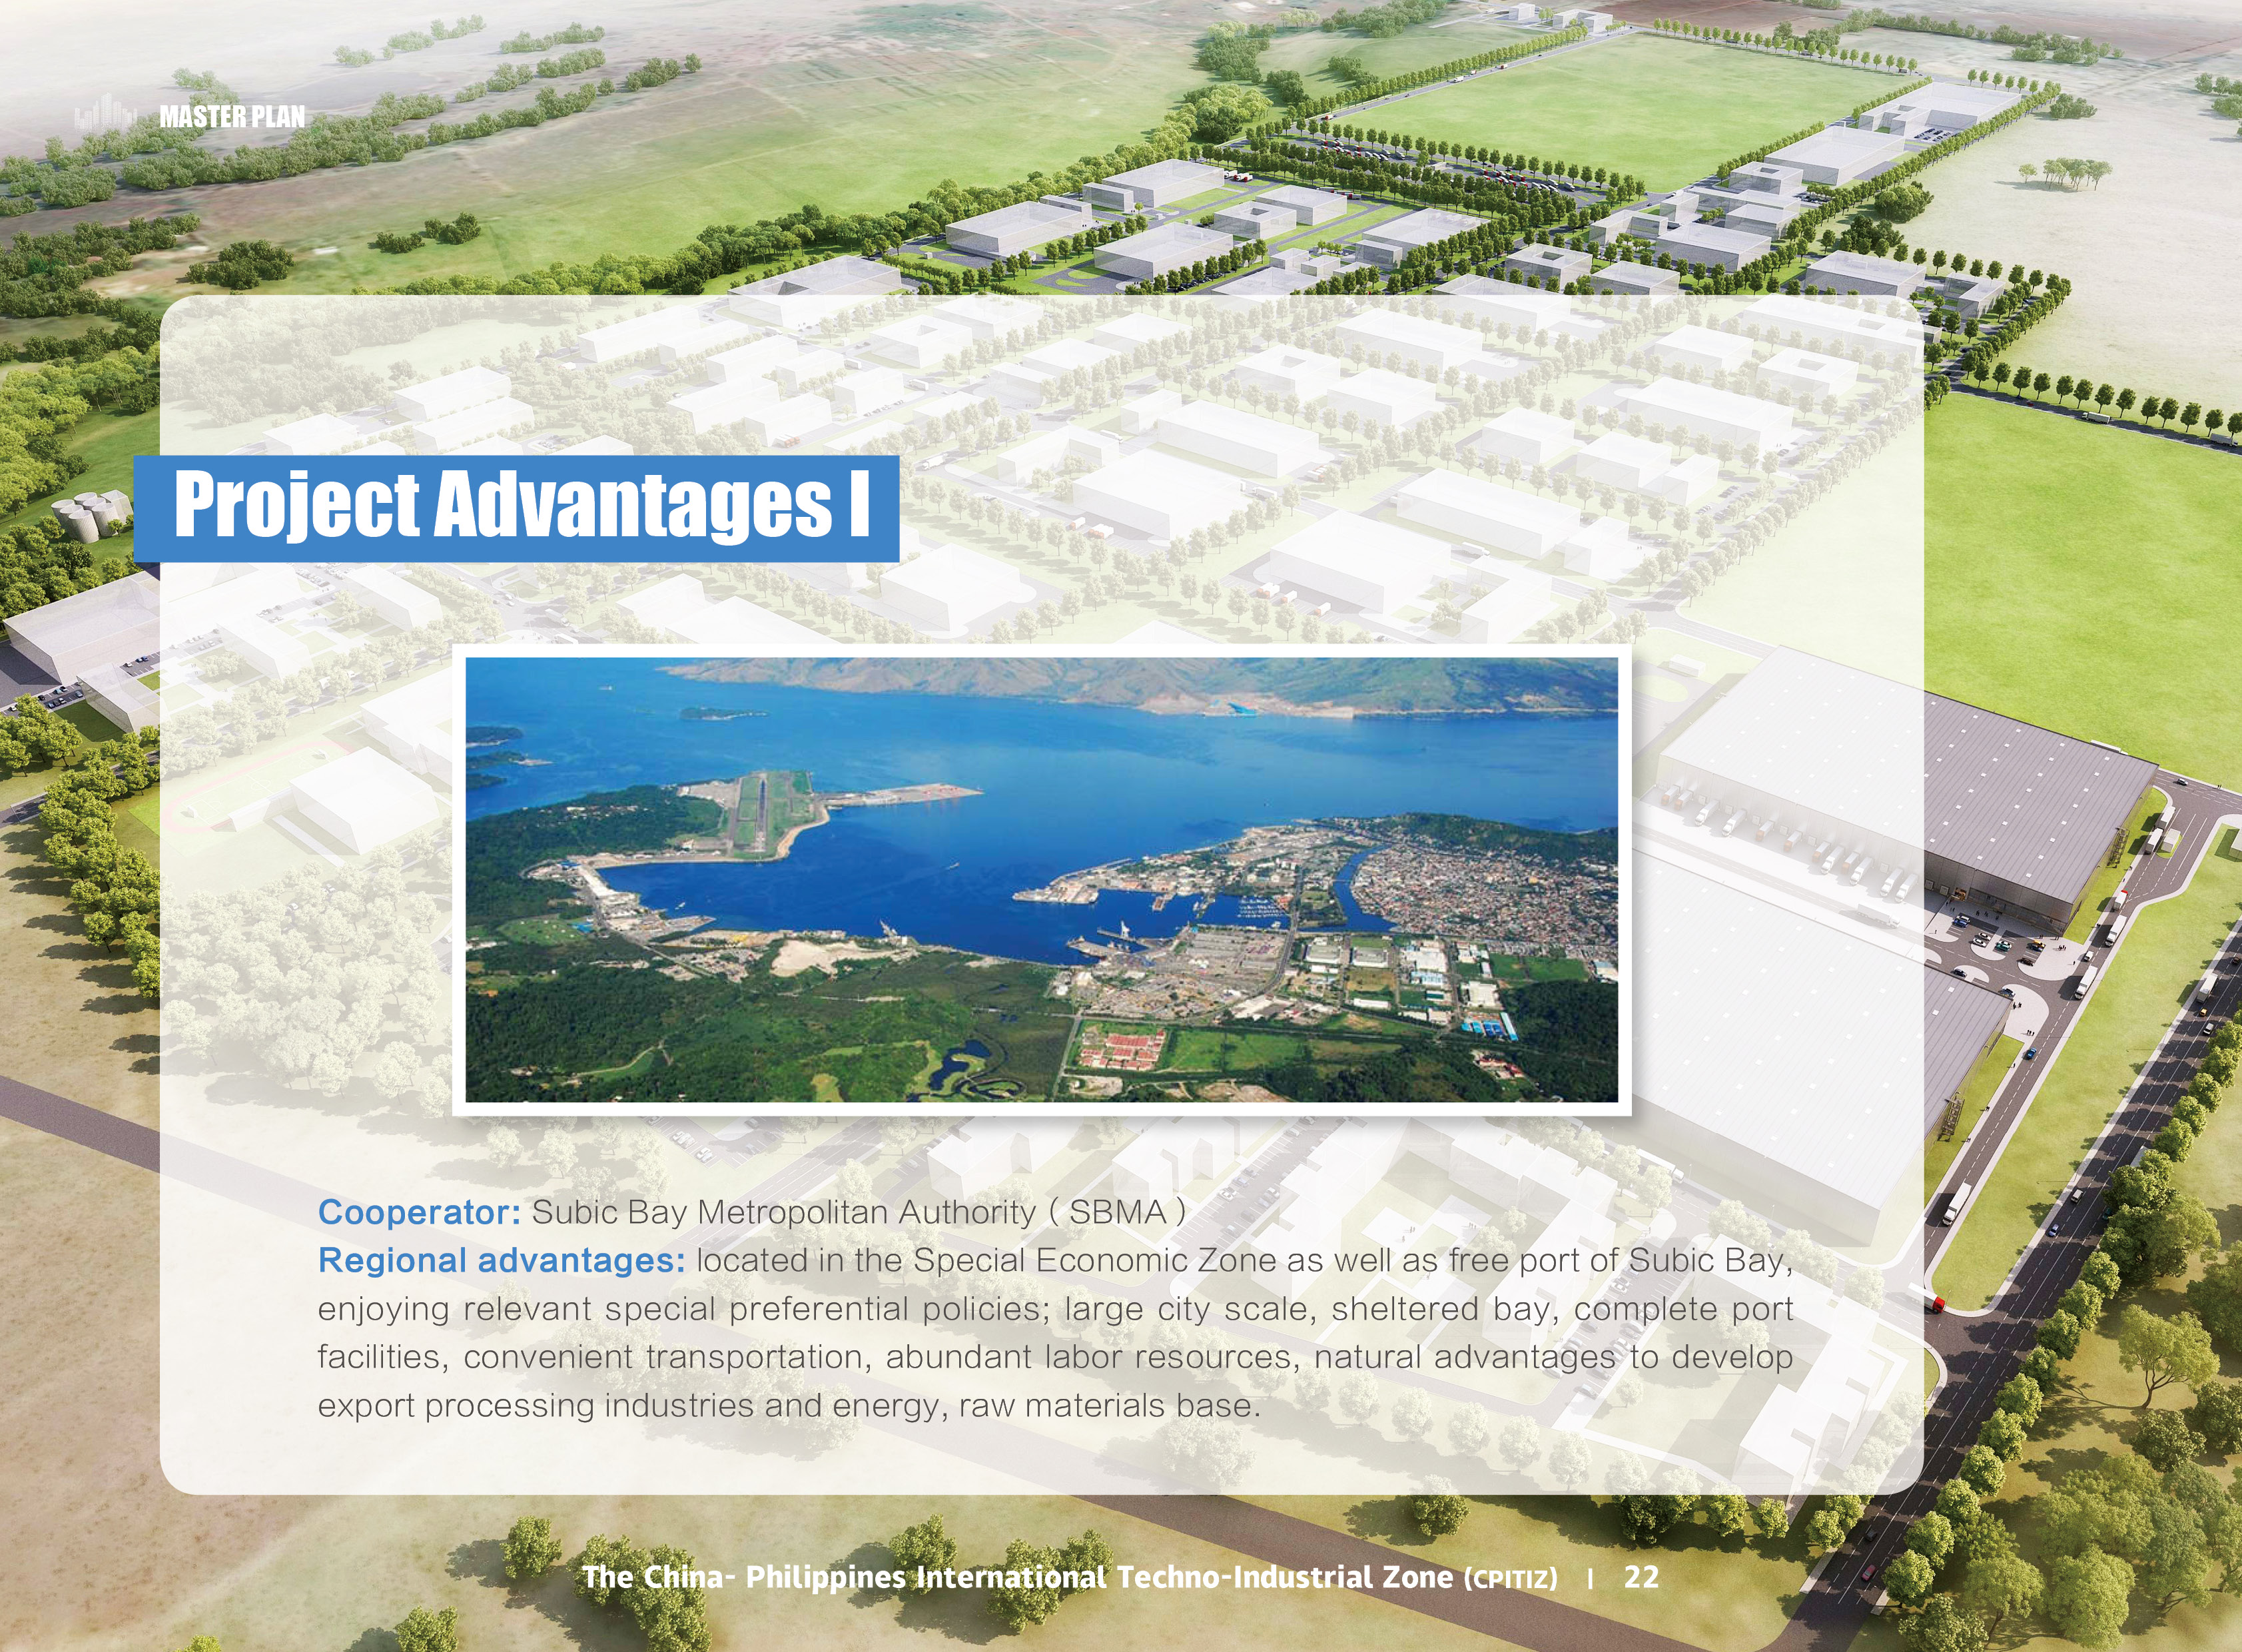 MASTER PLAN
Project Advantages I
Cooperator: Subic Bay Metropolitan Authority ( SBMA )
Regional advantages: located in the Special Economic Zone as well as free port of Subic Bay,
enjoying relevant special preferential policies; large city scale, sheltered bay, complete port
facilities, convenient transportation, abundant labor resources, natural advantages to develop
export processing industries and energy, raw materials base.
The China- Philippines International Techno-Industrial Zone (CPITIZ) | 22